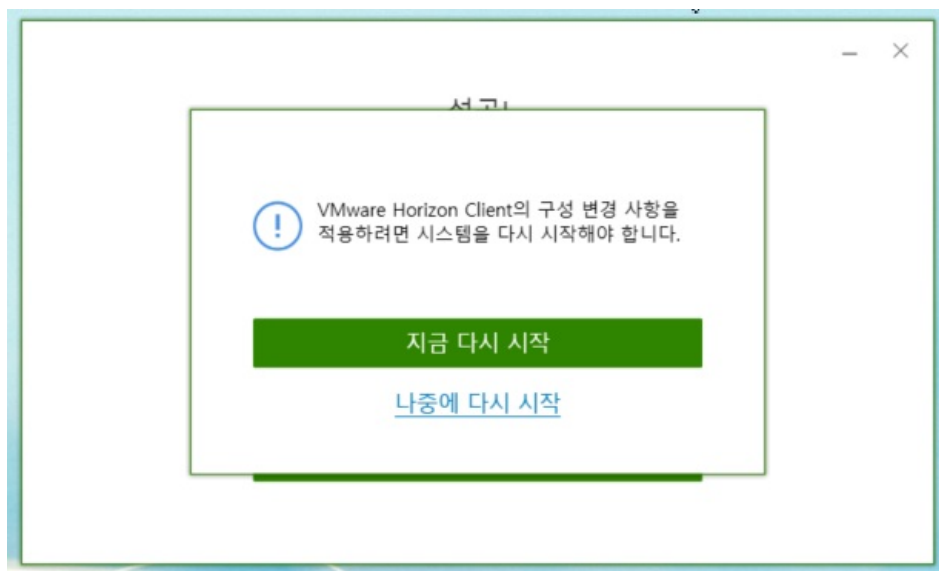 VMware Horizon Client의 구성 변경 사항을
적용하려면 시스템을 다시 시작해야 합니다.
지금 다시 시작
나중에 다시 시작